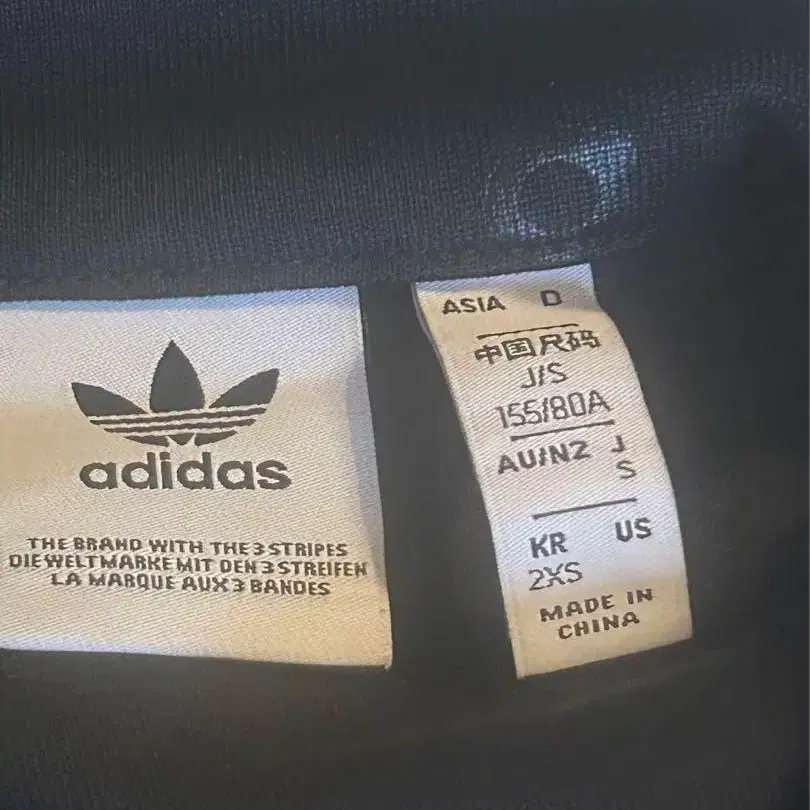 adidas
THE BRAND WITH THE 3 STRIPES
DIE WELTMARKE MIT DEN 3 STREIFEN
LA MARQUE AUX 3 BANDES
ASIA D
中国尺码
J/S
155/80A
AU/NZ J
S
KR US
2XS
MADE IN
CHINA